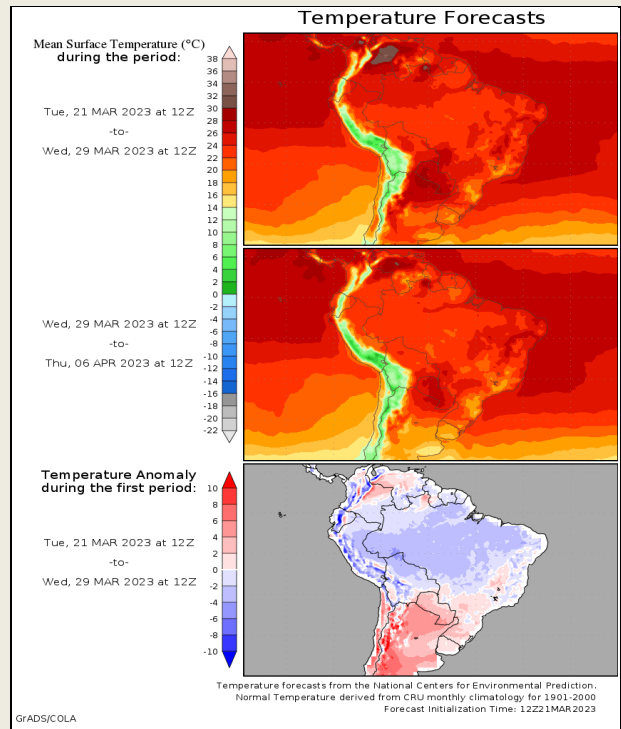 Temperature Forecasts
Mean Surface Temperature (°C)
during the period:
Tue, 21 MAR 2023 at 12Z
-to-
Wed, 29 MAR 2023 at 12Z
38
36
34
32
30
28
26
24
22
20
18
16
14
12
10
8
6
4
2
0
-2
-4
-6
-8
-10
-12
-14
-16
-18
-20
-22
Wed, 29 MAR 2023 at 12Z
-to-
Thu, 06 APR 2023 at 12Z
Temperature Anomaly
during the first period:
Tue, 21 MAR 2023 at 12Z
-to-
Wed, 29 MAR 2023 at 12Z
10
8
6
4
2
0
-2
-4
-6
-8
-10
Temperature forecasts from the National Centers for Environmental Prediction.
Normal Temperature derived from CRU monthly climatology for 1901-2000
Forecast Initialization Time: 12Z21MAR2023
GrADS/COLA